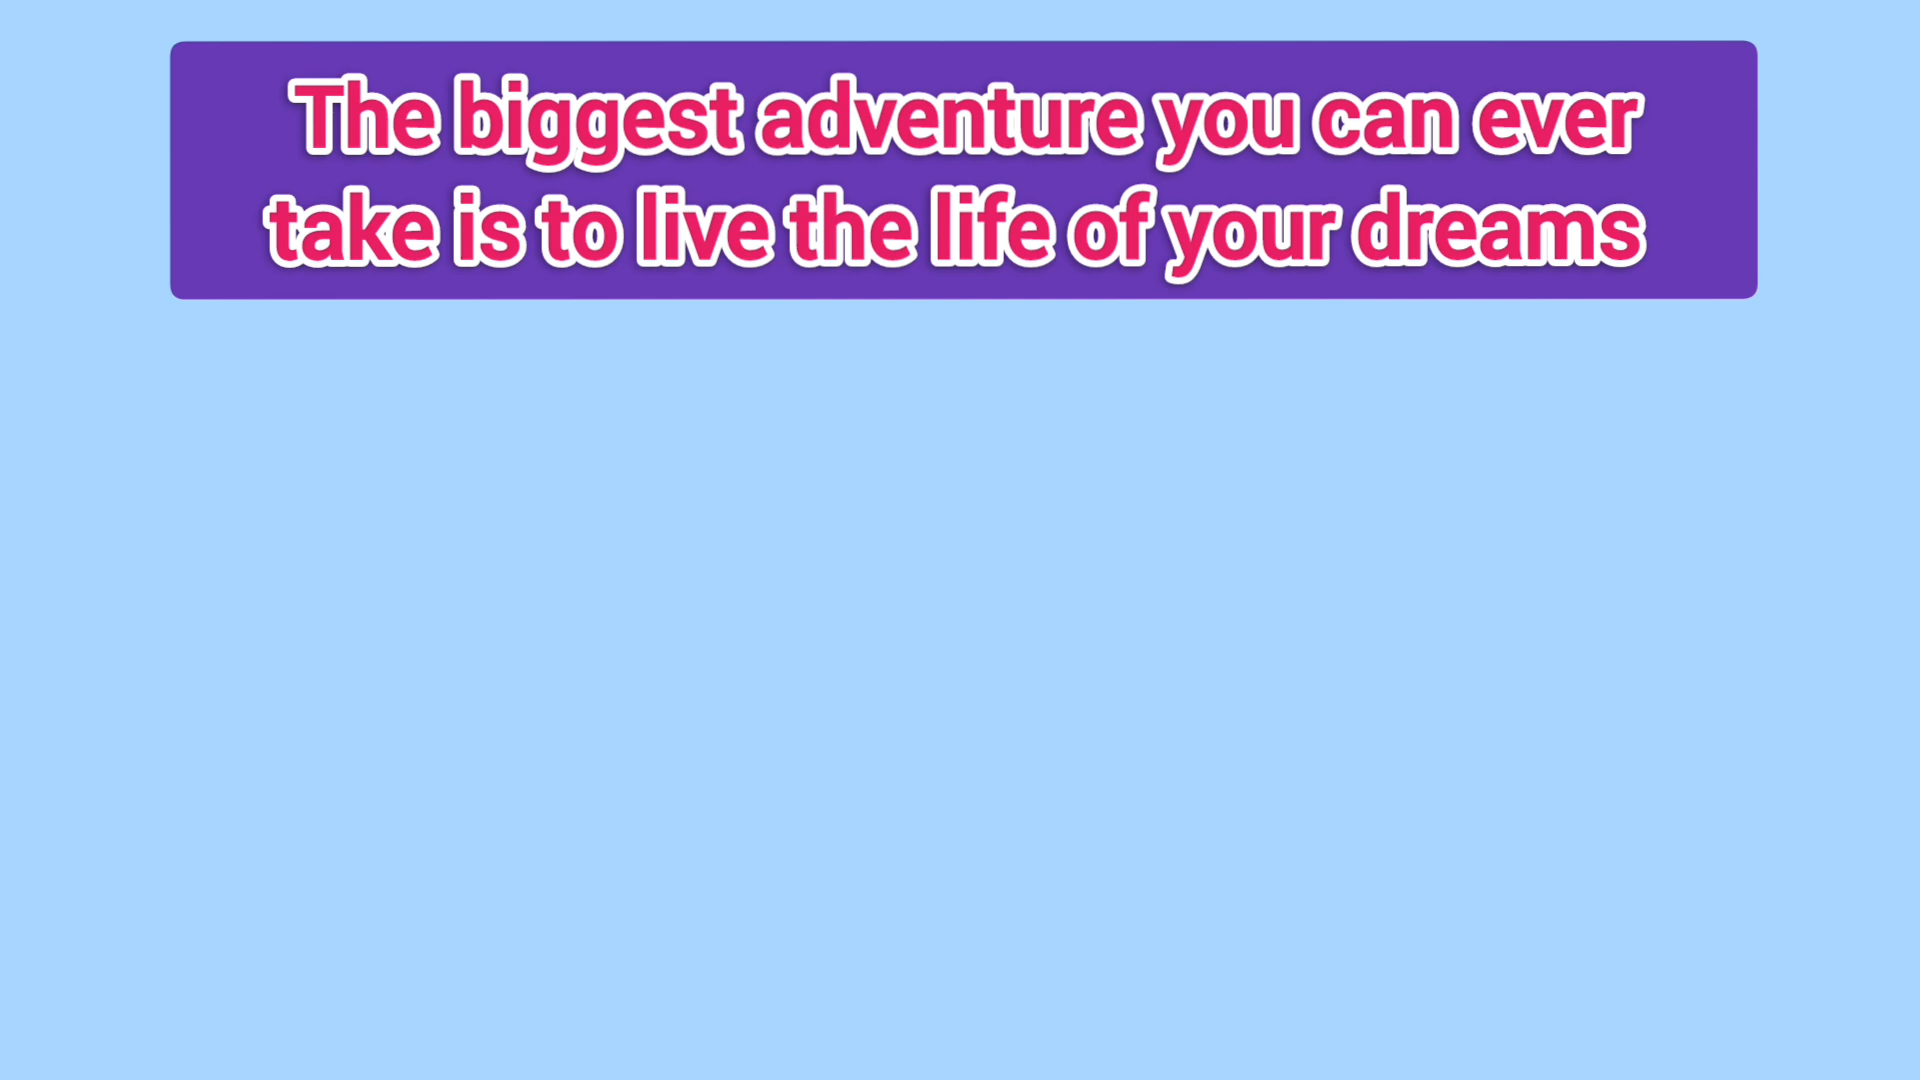 The biggest adventure you can ever
take is to live the life of your dreams